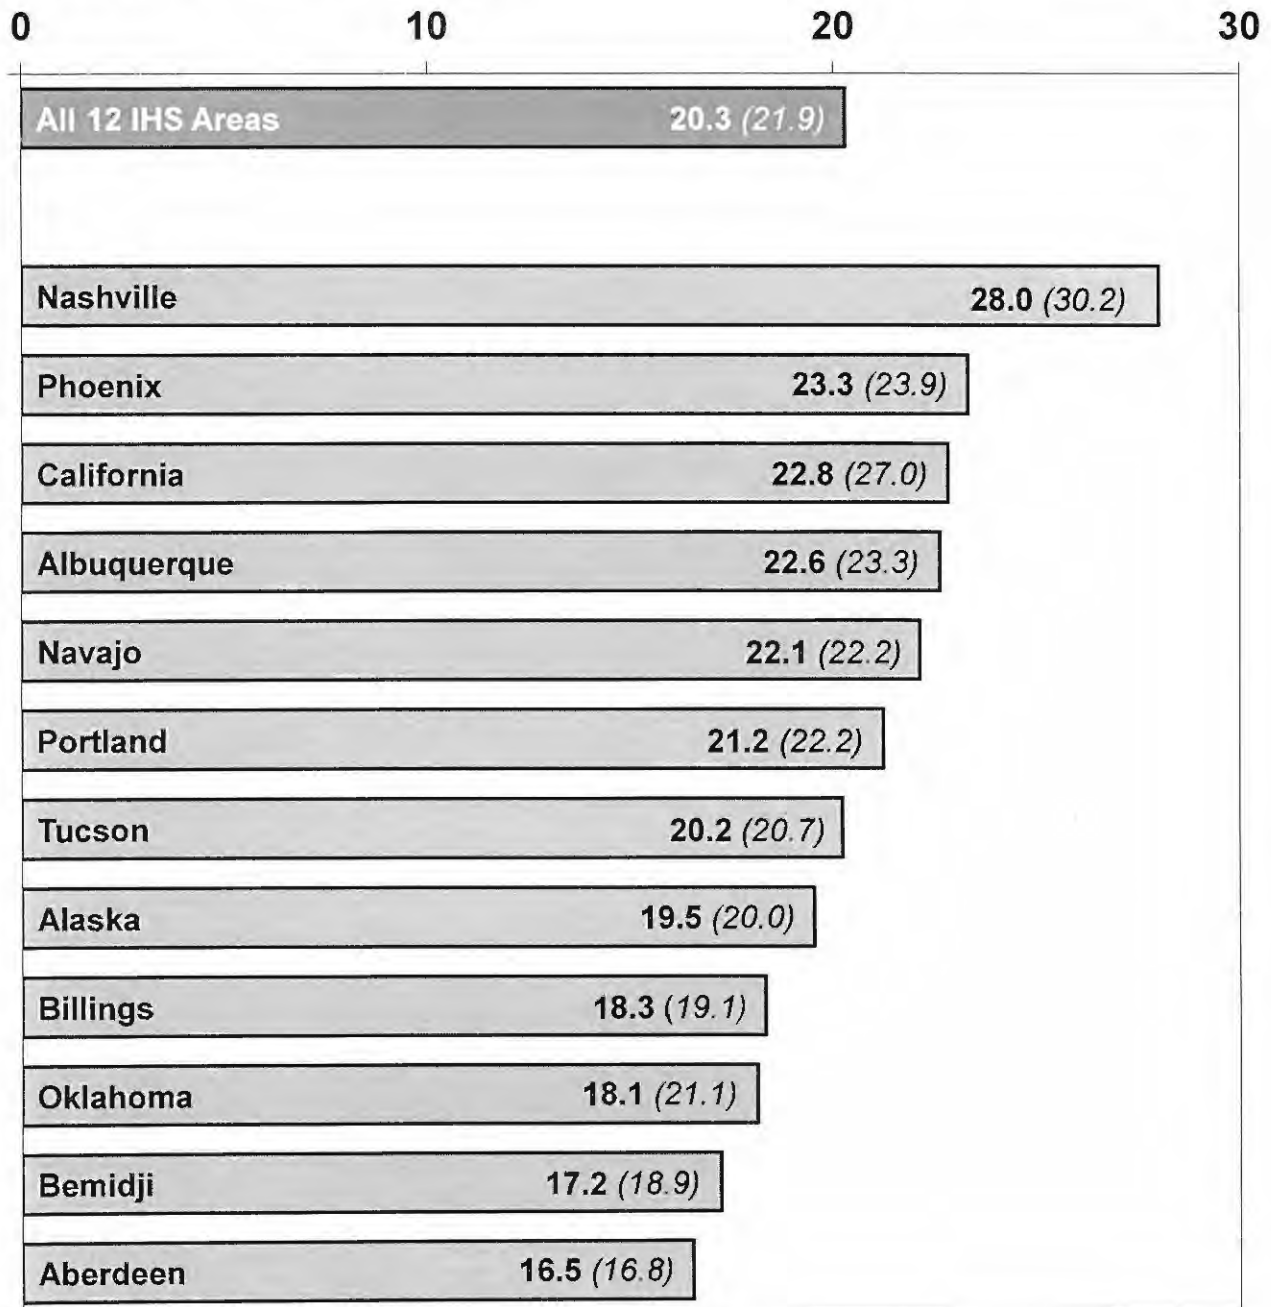 0 10 20 30
All 12 IHS Areas 20.3 (21.9)
Nashville 28.0 (30.2)
Phoenix 23.3 (23.9)
California 22.8 (27.0)
Albuquerque 22.6 (23.3)
Navajo 22.1 (22.2)
Portland 21.2 (22.2)
Tucson 20.2 (20.7)
Alaska 19.5 (20.0)
Billings 18.3 (19.1)
Oklahoma 18.1 (21.1)
Bemidji 17.2 (18.9)
Aberdeen 16.5 (16.8)